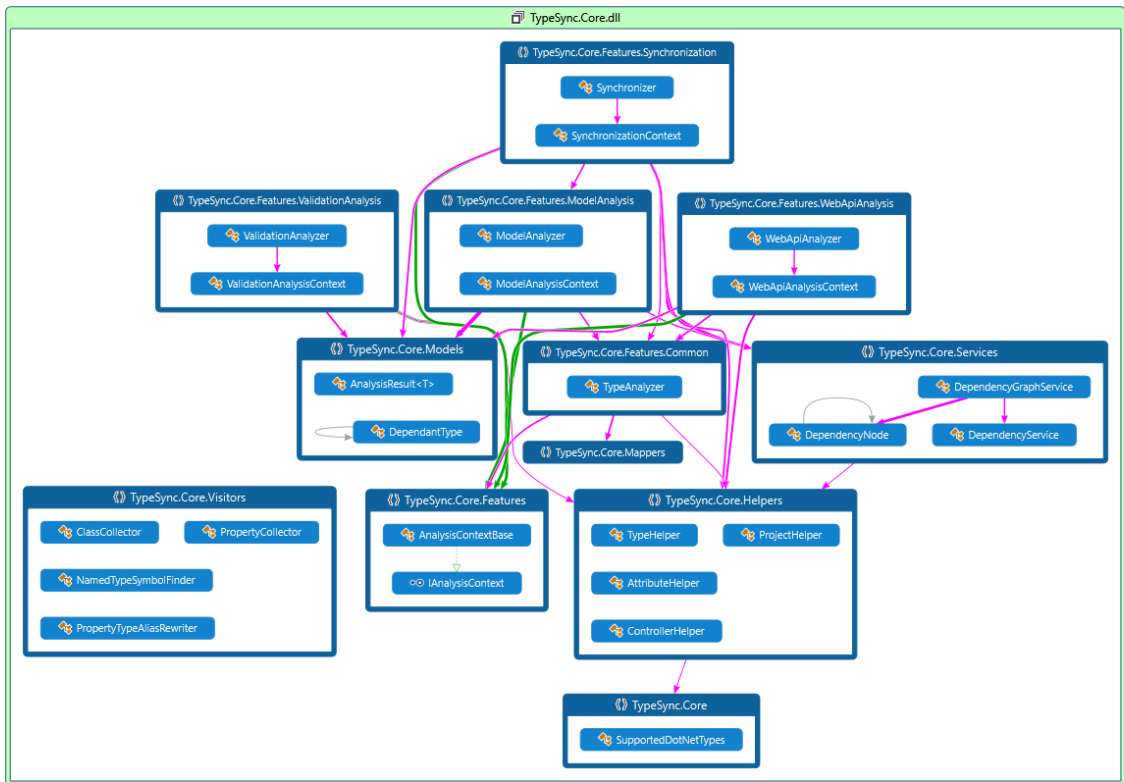 TypeSync.Core.dll
TypeSync.Core.Features.Synchronization
Synchronizer
SynchronizationContext
TypeSync.Core.Features.ValidationAnalysis
ValidationAnalyzer
ValidationAnalysisContext
TypeSync.Core.Features.ModelAnalysis
ModelAnalyzer
ModelAnalysisContext
TypeSync.Core.Features.WebApiAnalysis
WebApiAnalyzer
WebApiAnalysisContext
TypeSync.Core.Models
AnalysisResult<T>
DependantType
TypeSync.Core.Features.Common
TypeAnalyzer
TypeSync.Core.Services
DependencyGraphService
DependencyNode
DependencyService
TypeSync.Core.Mappers
TypeSync.Core.Visitors
ClassCollector
PropertyCollector
NamedTypeSymbolFinder
PropertyTypeAliasRewriter
TypeSync.Core.Features
AnalysisContextBase
IAnalysisContext
TypeSync.Core.Helpers
TypeHelper
ProjectHelper
AttributeHelper
ControllerHelper
TypeSync.Core
SupportedDotNetTypes